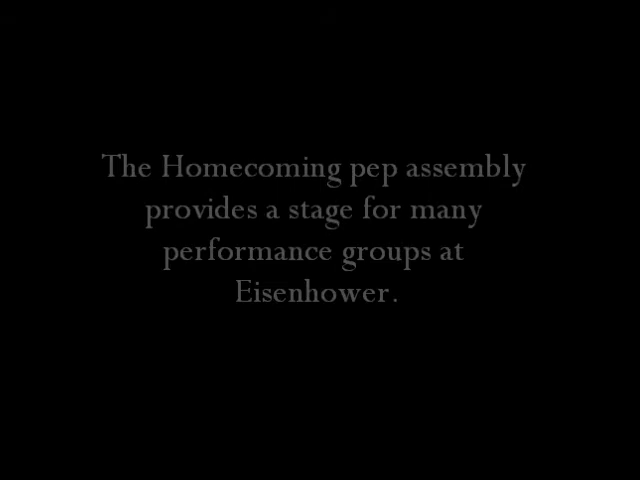 The Homecoming pep assembly
provides a stage for many
performance groups at
Eisenhower.